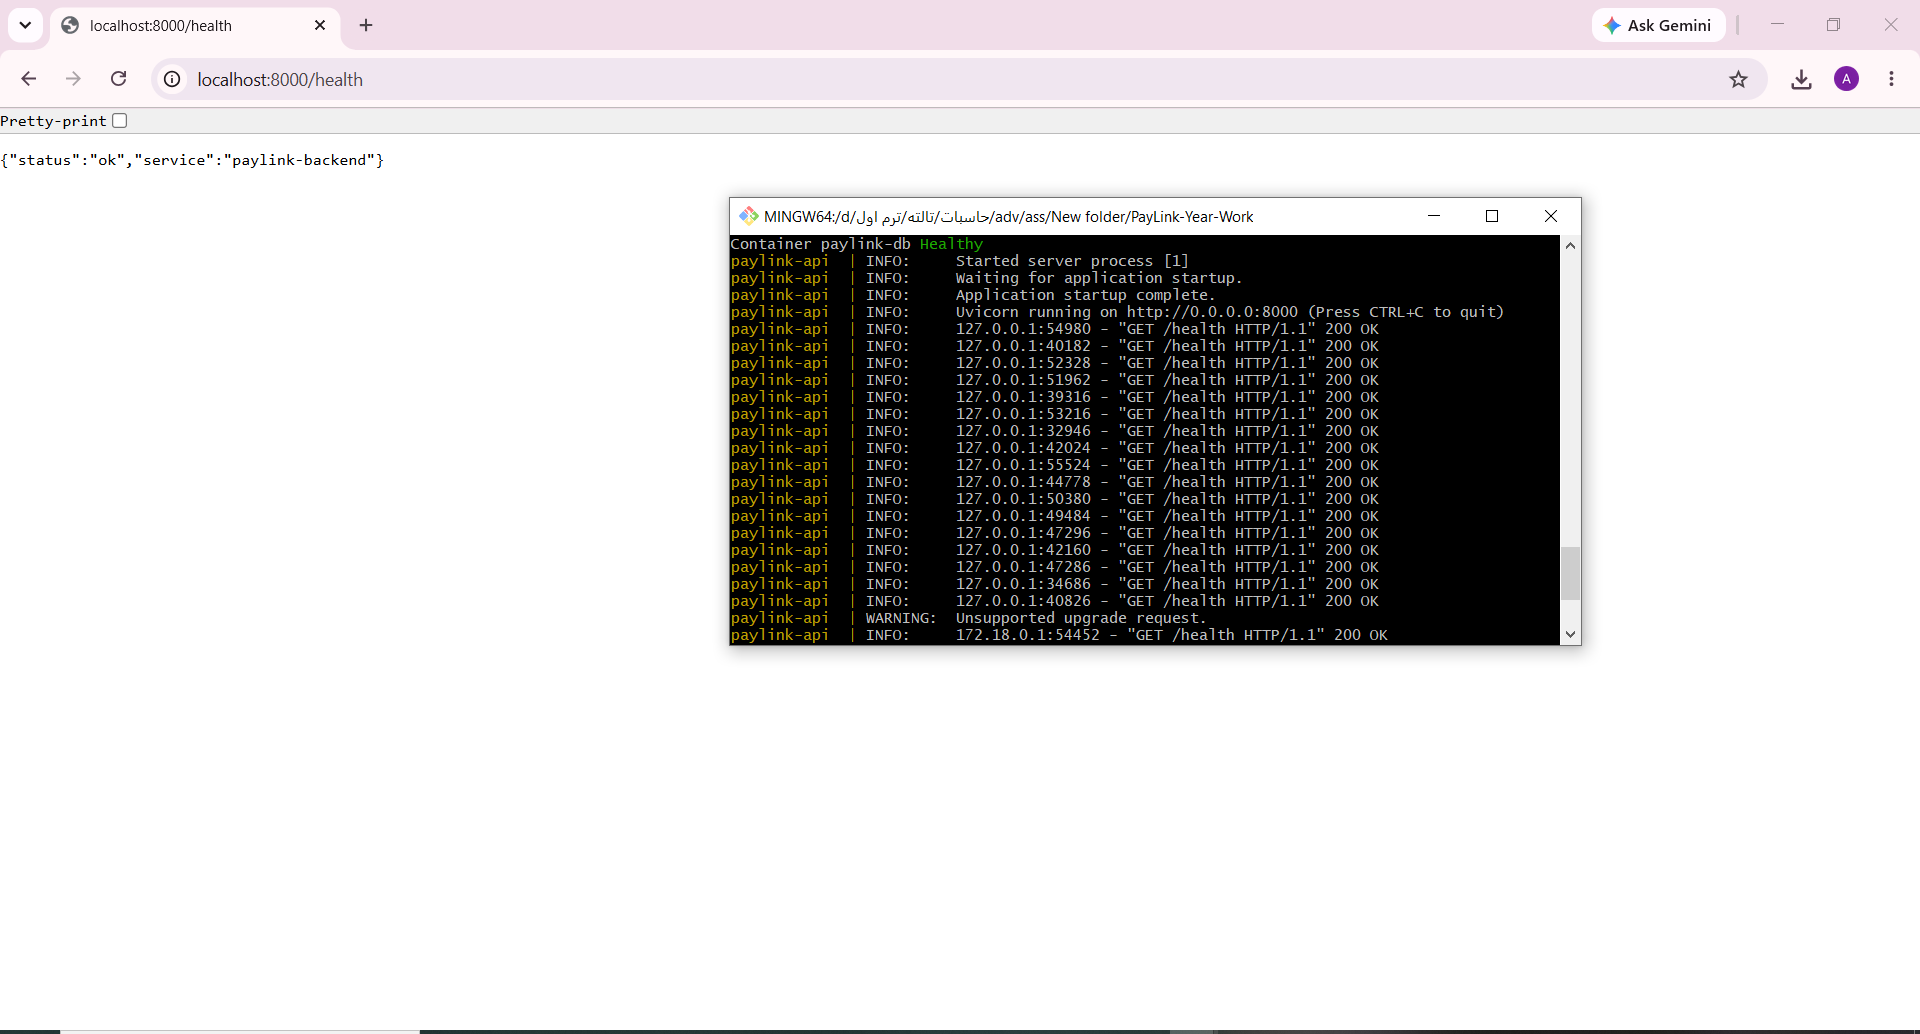 localhost:8000/health
Ask Gemini
localhost:8000/health
A
Pretty-print
{"status":"ok","service":"paylink-backend"}
MINGW64:/d/حاسبات/تالته/ترم اول/adv/ass/New folder/PayLink-Year-Work
Container paylink-db Healthy
paylink-api | INFO: Started server process [1]
paylink-api | INFO: Waiting for application startup.
paylink-api | INFO: Application startup complete.
paylink-api | INFO: Uvicorn running on http://0.0.0.0:8000 (Press CTRL+C to quit)
paylink-api | INFO: 127.0.0.1:54980 - "GET /health HTTP/1.1" 200 OK
paylink-api | INFO: 127.0.0.1:40182 - "GET /health HTTP/1.1" 200 OK
paylink-api | INFO: 127.0.0.1:52328 - "GET /health HTTP/1.1" 200 OK
paylink-api | INFO: 127.0.0.1:51962 - "GET /health HTTP/1.1" 200 OK
paylink-api | INFO: 127.0.0.1:39316 - "GET /health HTTP/1.1" 200 OK
paylink-api | INFO: 127.0.0.1:53216 - "GET /health HTTP/1.1" 200 OK
paylink-api | INFO: 127.0.0.1:32946 - "GET /health HTTP/1.1" 200 OK
paylink-api | INFO: 127.0.0.1:42024 - "GET /health HTTP/1.1" 200 OK
paylink-api | INFO: 127.0.0.1:55524 - "GET /health HTTP/1.1" 200 OK
paylink-api | INFO: 127.0.0.1:44778 - "GET /health HTTP/1.1" 200 OK
paylink-api | INFO: 127.0.0.1:50380 - "GET /health HTTP/1.1" 200 OK
paylink-api | INFO: 127.0.0.1:49484 - "GET /health HTTP/1.1" 200 OK
paylink-api | INFO: 127.0.0.1:47296 - "GET /health HTTP/1.1" 200 OK
paylink-api | INFO: 127.0.0.1:42160 - "GET /health HTTP/1.1" 200 OK
paylink-api | INFO: 127.0.0.1:47286 - "GET /health HTTP/1.1" 200 OK
paylink-api | INFO: 127.0.0.1:34686 - "GET /health HTTP/1.1" 200 OK
paylink-api | INFO: 127.0.0.1:40826 - "GET /health HTTP/1.1" 200 OK
paylink-api | WARNING: Unsupported upgrade request.
paylink-api | INFO: 172.18.0.1:54452 - "GET /health HTTP/1.1" 200 OK